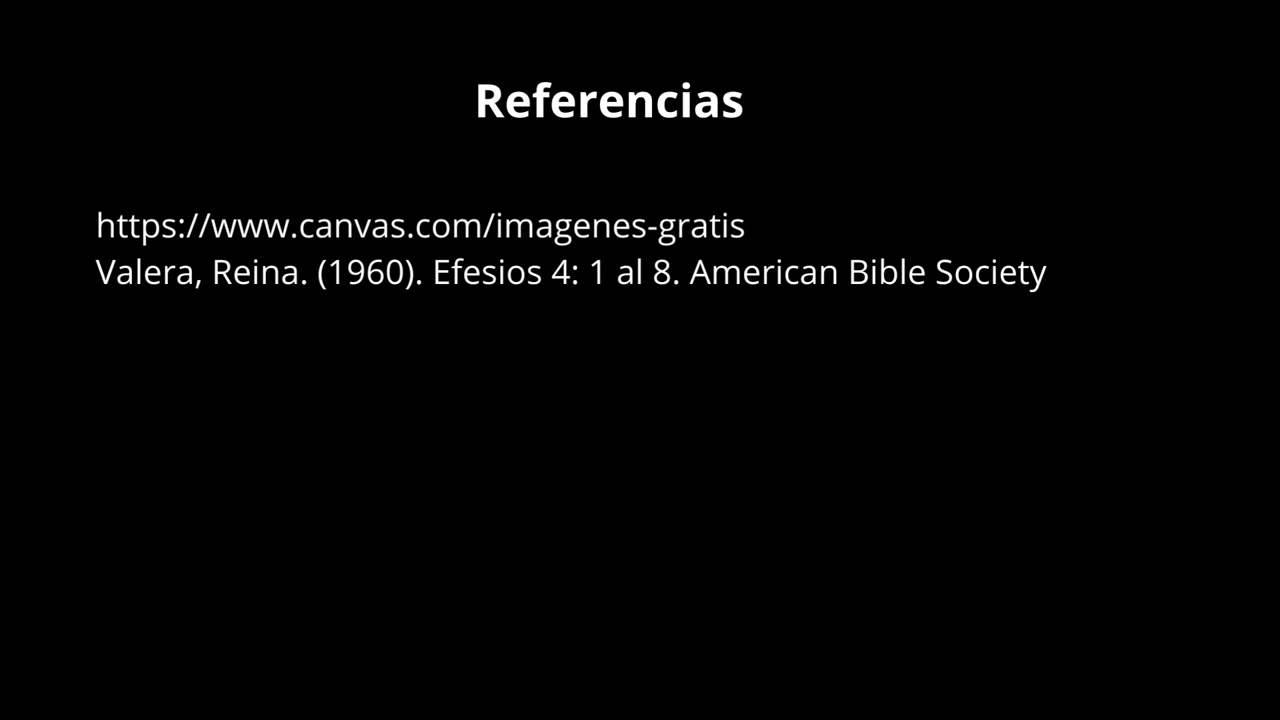 Referencias
https://www.canvas.com/imagenes-gratis
Valera, Reina. (1960). Efesios 4: 1 al 8. American Bible Society